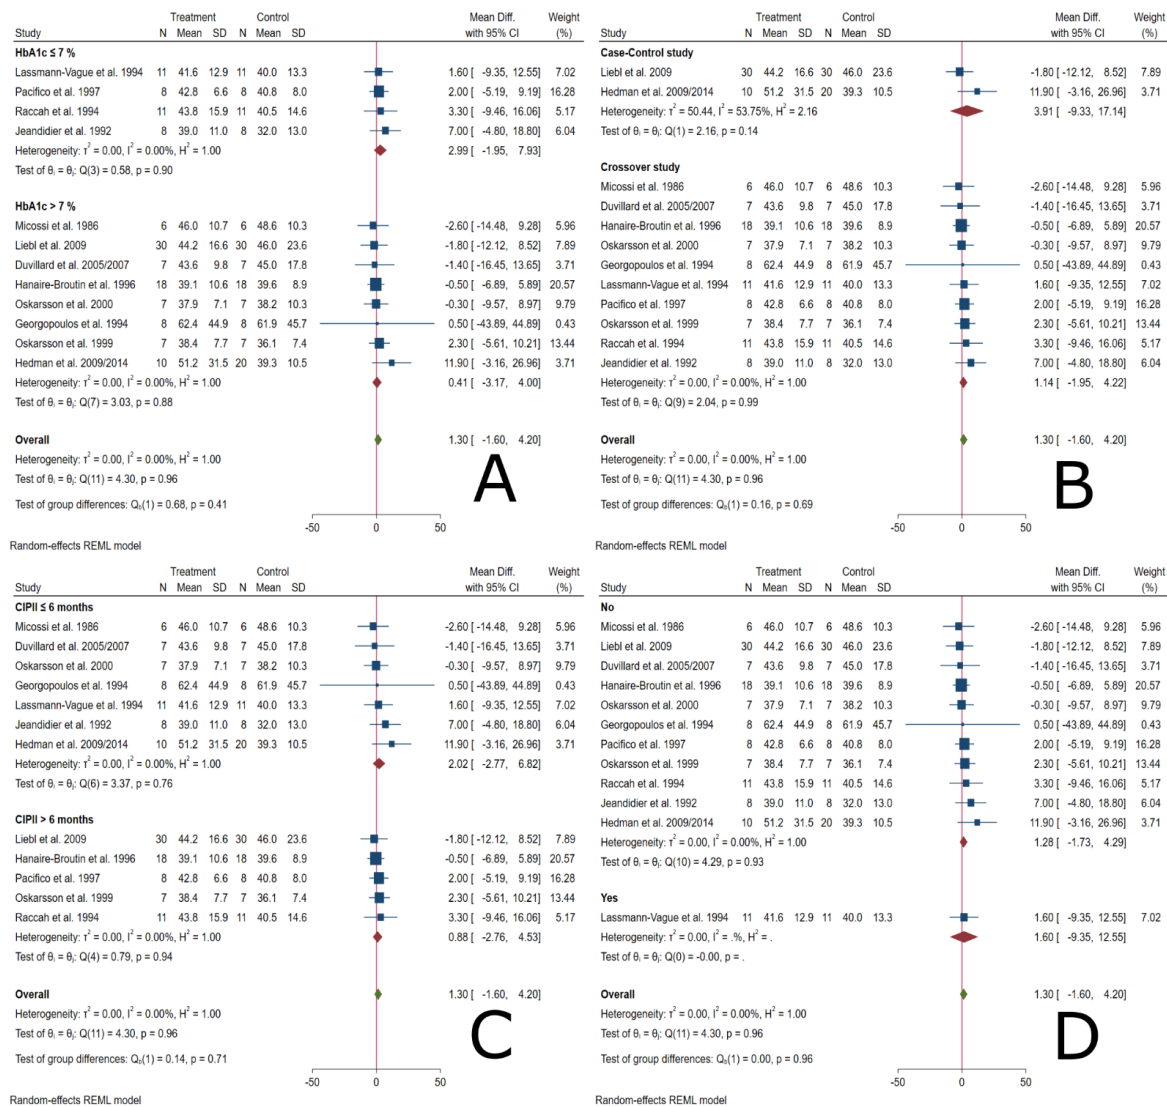 Treatment Control Mean Diff. Weight
Study N Mean SD N Mean SD with 95% CI (%)
HbA1c ≤ 7 %
Lassmann-Vague et al. 1994 11 41.6 12.9 11 40.0 13.3 1.60 [ -9.35, 12.55] 7.02
Pacifico et al. 1997 8 42.8 6.6 8 40.8 8.0 2.00 [ -5.19, 9.19] 16.28
Raccah et al. 1994 11 43.8 15.9 11 40.5 14.6 3.30 [ -9.46, 16.06] 5.17
Jeandidier et al. 1992 8 39.0 11.0 8 32.0 13.0 7.00 [ -4.80, 18.80] 6.04
Heterogeneity: τ² = 0.00, I² = 0.00%, H² = 1.00 2.99 [ -1.95, 7.93]
Test of θᵢ = θⱼ: Q(3) = 0.58, p = 0.90
HbA1c > 7 %
Micossi et al. 1986 6 46.0 10.7 6 48.6 10.3 -2.60 [ -14.48, 9.28] 5.96
Liebl et al. 2009 30 44.2 16.6 30 46.0 23.6 -1.80 [ -12.12, 8.52] 7.89
Duvillard et al. 2005/2007 7 43.6 9.8 7 45.0 17.8 -1.40 [ -16.45, 13.65] 3.71
Hanaire-Broutin et al. 1996 18 39.1 10.6 18 39.6 8.9 -0.50 [ -6.89, 5.89] 20.57
Oskarsson et al. 2000 7 37.9 7.1 7 38.2 10.3 -0.30 [ -9.57, 8.97] 9.79
Georgopoulos et al. 1994 8 62.4 44.9 8 61.9 45.7 0.50 [ -43.89, 44.89] 0.43
Oskarsson et al. 1999 7 38.4 7.7 7 36.1 7.4 2.30 [ -5.61, 10.21] 13.44
Hedman et al. 2009/2014 10 51.2 31.5 20 39.3 10.5 11.90 [ -3.16, 26.96] 3.71
Heterogeneity: τ² = 0.00, I² = 0.00%, H² = 1.00 0.41 [ -3.17, 4.00]
Test of θᵢ = θⱼ: Q(7) = 3.03, p = 0.88
Overall 1.30 [ -1.60, 4.20]
Heterogeneity: τ² = 0.00, I² = 0.00%, H² = 1.00
Test of θᵢ = θⱼ: Q(11) = 4.30, p = 0.96
A
Test of group differences: Qb(1) = 0.68, p = 0.41
-50 0 50
Random-effects REML model
Treatment Control Mean Diff. Weight
Study N Mean SD N Mean SD with 95% CI (%)
Case-Control study
Liebl et al. 2009 30 44.2 16.6 30 46.0 23.6 -1.80 [ -12.12, 8.52] 7.89
Hedman et al. 2009/2014 10 51.2 31.5 20 39.3 10.5 11.90 [ -3.16, 26.96] 3.71
Heterogeneity: τ² = 50.44, I² = 53.75%, H² = 2.16 3.91 [ -9.33, 17.14]
Test of θᵢ = θⱼ: Q(1) = 2.16, p = 0.14
Crossover study
Micossi et al. 1986 6 46.0 10.7 6 48.6 10.3 -2.60 [ -14.48, 9.28] 5.96
Duvillard et al. 2005/2007 7 43.6 9.8 7 45.0 17.8 -1.40 [ -16.45, 13.65] 3.71
Hanaire-Broutin et al. 1996 18 39.1 10.6 18 39.6 8.9 -0.50 [ -6.89, 5.89] 20.57
Oskarsson et al. 2000 7 37.9 7.1 7 38.2 10.3 -0.30 [ -9.57, 8.97] 9.79
Georgopoulos et al. 1994 8 62.4 44.9 8 61.9 45.7 0.50 [ -43.89, 44.89] 0.43
Lassmann-Vague et al. 1994 11 41.6 12.9 11 40.0 13.3 1.60 [ -9.35, 12.55] 7.02
Pacifico et al. 1997 8 42.8 6.6 8 40.8 8.0 2.00 [ -5.19, 9.19] 16.28
Oskarsson et al. 1999 7 38.4 7.7 7 36.1 7.4 2.30 [ -5.61, 10.21] 13.44
Raccah et al. 1994 11 43.8 15.9 11 40.5 14.6 3.30 [ -9.46, 16.06] 5.17
Jeandidier et al. 1992 8 39.0 11.0 8 32.0 13.0 7.00 [ -4.80, 18.80] 6.04
Heterogeneity: τ² = 0.00, I² = 0.00%, H² = 1.00 1.14 [ -1.95, 4.22]
Test of θᵢ = θⱼ: Q(9) = 2.04, p = 0.99
Overall 1.30 [ -1.60, 4.20]
Heterogeneity: τ² = 0.00, I² = 0.00%, H² = 1.00
Test of θᵢ = θⱼ: Q(11) = 4.30, p = 0.96
B
Test of group differences: Qb(1) = 0.16, p = 0.69
-50 0 50
Random-effects REML model
Treatment Control Mean Diff. Weight
Study N Mean SD N Mean SD with 95% CI (%)
CIPII ≤ 6 months
Micossi et al. 1986 6 46.0 10.7 6 48.6 10.3 -2.60 [ -14.48, 9.28] 5.96
Duvillard et al. 2005/2007 7 43.6 9.8 7 45.0 17.8 -1.40 [ -16.45, 13.65] 3.71
Oskarsson et al. 2000 7 37.9 7.1 7 38.2 10.3 -0.30 [ -9.57, 8.97] 9.79
Georgopoulos et al. 1994 8 62.4 44.9 8 61.9 45.7 0.50 [ -43.89, 44.89] 0.43
Lassmann-Vague et al. 1994 11 41.6 12.9 11 40.0 13.3 1.60 [ -9.35, 12.55] 7.02
Jeandidier et al. 1992 8 39.0 11.0 8 32.0 13.0 7.00 [ -4.80, 18.80] 6.04
Hedman et al. 2009/2014 10 51.2 31.5 20 39.3 10.5 11.90 [ -3.16, 26.96] 3.71
Heterogeneity: τ² = 0.00, I² = 0.00%, H² = 1.00 2.02 [ -2.77, 6.82]
Test of θᵢ = θⱼ: Q(6) = 3.37, p = 0.76
CIPII > 6 months
Liebl et al. 2009 30 44.2 16.6 30 46.0 23.6 -1.80 [ -12.12, 8.52] 7.89
Hanaire-Broutin et al. 1996 18 39.1 10.6 18 39.6 8.9 -0.50 [ -6.89, 5.89] 20.57
Pacifico et al. 1997 8 42.8 6.6 8 40.8 8.0 2.00 [ -5.19, 9.19] 16.28
Oskarsson et al. 1999 7 38.4 7.7 7 36.1 7.4 2.30 [ -5.61, 10.21] 13.44
Raccah et al. 1994 11 43.8 15.9 11 40.5 14.6 3.30 [ -9.46, 16.06] 5.17
Heterogeneity: τ² = 0.00, I² = 0.00%, H² = 1.00 0.88 [ -2.76, 4.53]
Test of θᵢ = θⱼ: Q(4) = 0.79, p = 0.94
Overall 1.30 [ -1.60, 4.20]
Heterogeneity: τ² = 0.00, I² = 0.00%, H² = 1.00
Test of θᵢ = θⱼ: Q(11) = 4.30, p = 0.96
C
Test of group differences: Qb(1) = 0.14, p = 0.71
-50 0 50
Random-effects REML model
Treatment Control Mean Diff. Weight
Study N Mean SD N Mean SD with 95% CI (%)
No
Micossi et al. 1986 6 46.0 10.7 6 48.6 10.3 -2.60 [ -14.48, 9.28] 5.96
Liebl et al. 2009 30 44.2 16.6 30 46.0 23.6 -1.80 [ -12.12, 8.52] 7.89
Duvillard et al. 2005/2007 7 43.6 9.8 7 45.0 17.8 -1.40 [ -16.45, 13.65] 3.71
Hanaire-Broutin et al. 1996 18 39.1 10.6 18 39.6 8.9 -0.50 [ -6.89, 5.89] 20.57
Oskarsson et al. 2000 7 37.9 7.1 7 38.2 10.3 -0.30 [ -9.57, 8.97] 9.79
Georgopoulos et al. 1994 8 62.4 44.9 8 61.9 45.7 0.50 [ -43.89, 44.89] 0.43
Pacifico et al. 1997 8 42.8 6.6 8 40.8 8.0 2.00 [ -5.19, 9.19] 16.28
Oskarsson et al. 1999 7 38.4 7.7 7 36.1 7.4 2.30 [ -5.61, 10.21] 13.44
Raccah et al. 1994 11 43.8 15.9 11 40.5 14.6 3.30 [ -9.46, 16.06] 5.17
Jeandidier et al. 1992 8 39.0 11.0 8 32.0 13.0 7.00 [ -4.80, 18.80] 6.04
Hedman et al. 2009/2014 10 51.2 31.5 20 39.3 10.5 11.90 [ -3.16, 26.96] 3.71
Heterogeneity: τ² = 0.00, I² = 0.00%, H² = 1.00 1.28 [ -1.73, 4.29]
Test of θᵢ = θⱼ: Q(10) = 4.29, p = 0.93
Yes
Lassmann-Vague et al. 1994 11 41.6 12.9 11 40.0 13.3 1.60 [ -9.35, 12.55] 7.02
Heterogeneity: τ² = 0.00, I² = .%, H² = . 1.60 [ -9.35, 12.55]
Test of θᵢ = θⱼ: Q(0) = -0.00, p = .
Overall 1.30 [ -1.60, 4.20]
Heterogeneity: τ² = 0.00, I² = 0.00%, H² = 1.00
Test of θᵢ = θⱼ: Q(11) = 4.30, p = 0.96
D
Test of group differences: Qb(1) = 0.00, p = 0.96
-50 0 50
Random-effects REML model